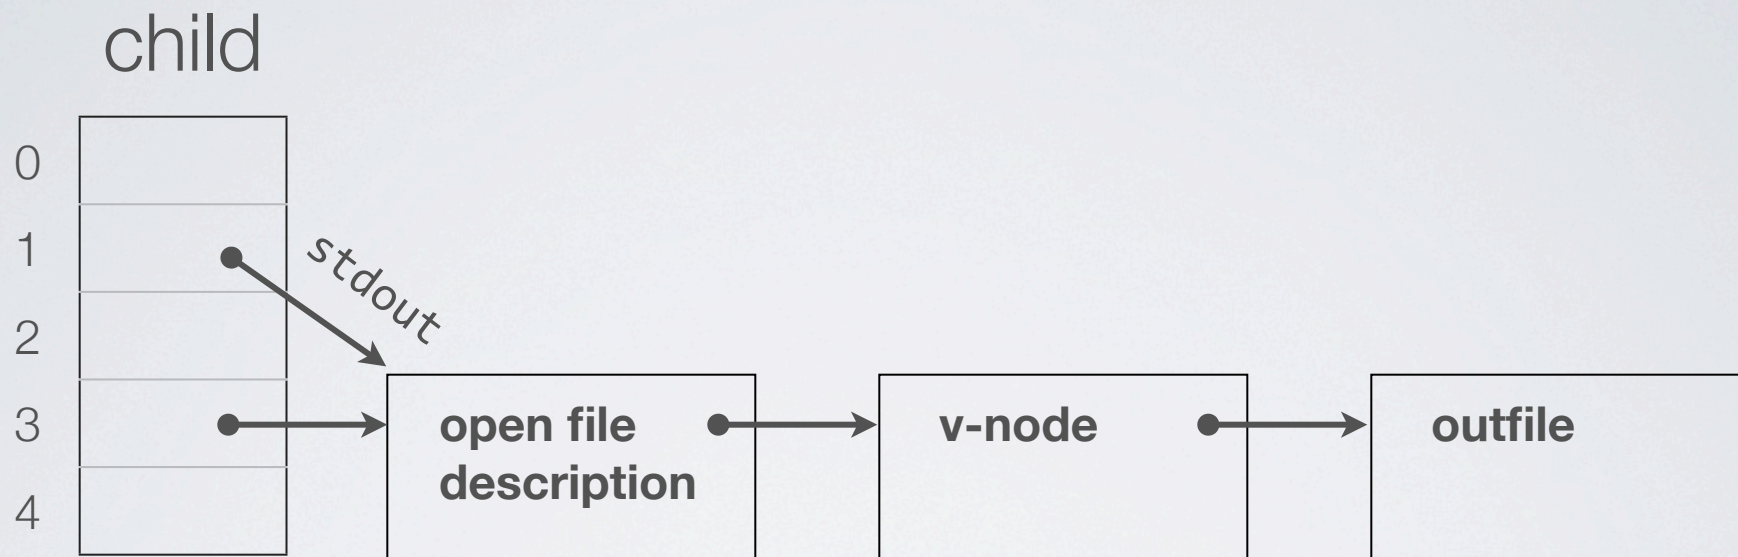 child
0
1
stdout
2
3
open file
description
v-node
outfile
4